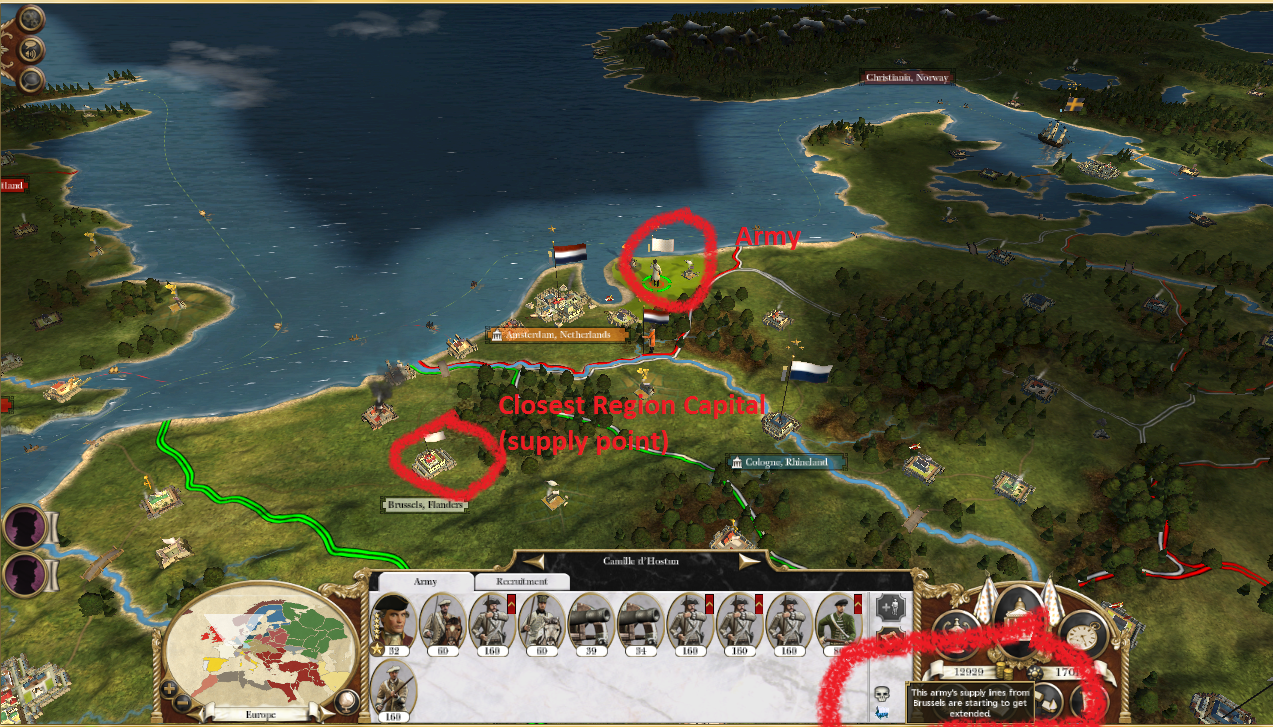 Christiania, Norway
tland
Army
Amsterdam, Netherlands
Closest Region Capital
(supply point)
Cologne, Rhineland
Brussels, Flanders
Camille d'Hostun
Army
Recruitment
32
60
160
60
39
34
160
160
160
160
12929
170
This army's supply lines from
Brussels are starting to get
extended.
Europe